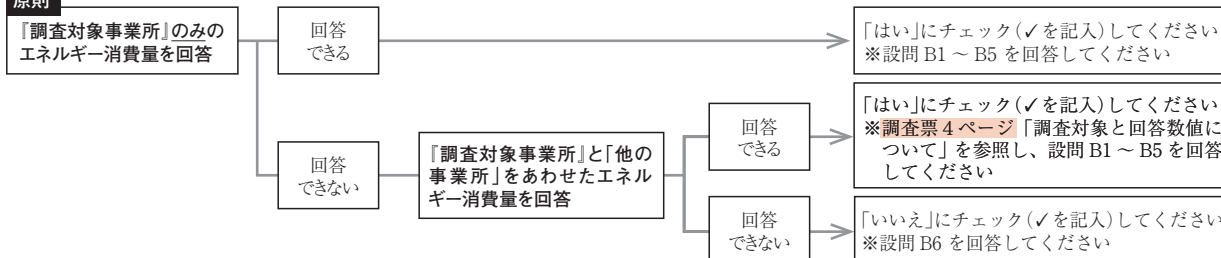 原則
『調査対象事業所』のみの
エネルギー消費量を回答
回答
できる
「はい」にチェック(✓を記入)してください
※設問 B1 ～ B5 を回答してください
回答
できない
『調査対象事業所』と「他の
事業所」をあわせたエネル
ギー消費量を回答
回答
できる
「はい」にチェック(✓を記入)してください
※調査票 4 ページ「調査対象と回答数値に
ついて」を参照し、設問 B1 ～ B5 を回答
してください
回答
できない
「いいえ」にチェック(✓を記入)してください
※設問 B6 を回答してください